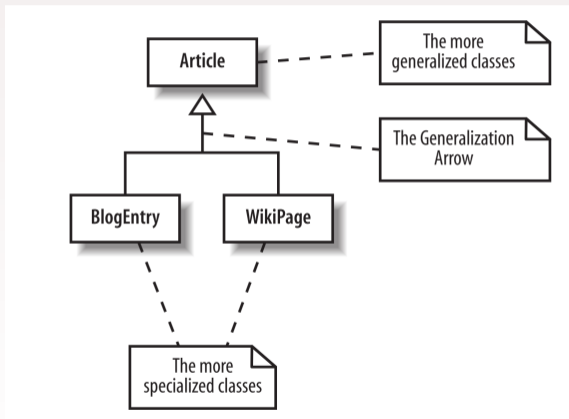 Article
The more
generalized classes
The Generalization
Arrow
BlogEntry
WikiPage
The more
specialized classes